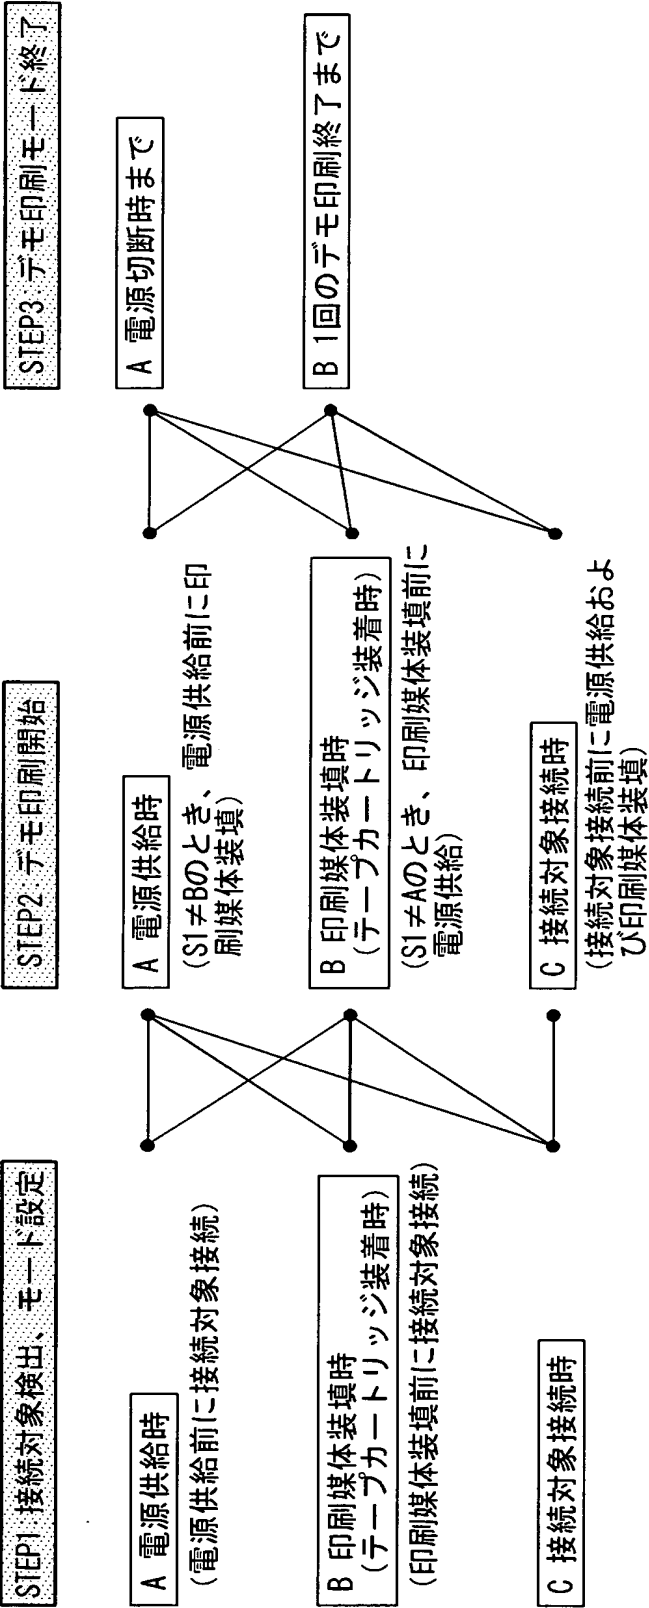 STEP1:接続対象検出、モード設定
A 電源供給時
(電源供給前に接続対象接続)
B 印刷媒体装填時
(テープカートリッジ装着時)
(印刷媒体装填前に接続対象接続)
C 接続対象接続時
STEP2:デモ印刷開始
A 電源供給時
(S1≠Bのとき、電源供給前に印
刷媒体装填)
B 印刷媒体装填時
(テープカートリッジ装着時)
(S1≠Aのとき、印刷媒体装填前に
電源供給)
C 接続対象接続時
(接続対象接続前に電源供給およ
び印刷媒体装填)
STEP3:デモ印刷モード終了
A 電源切断時まで
B 1回のデモ印刷終了まで